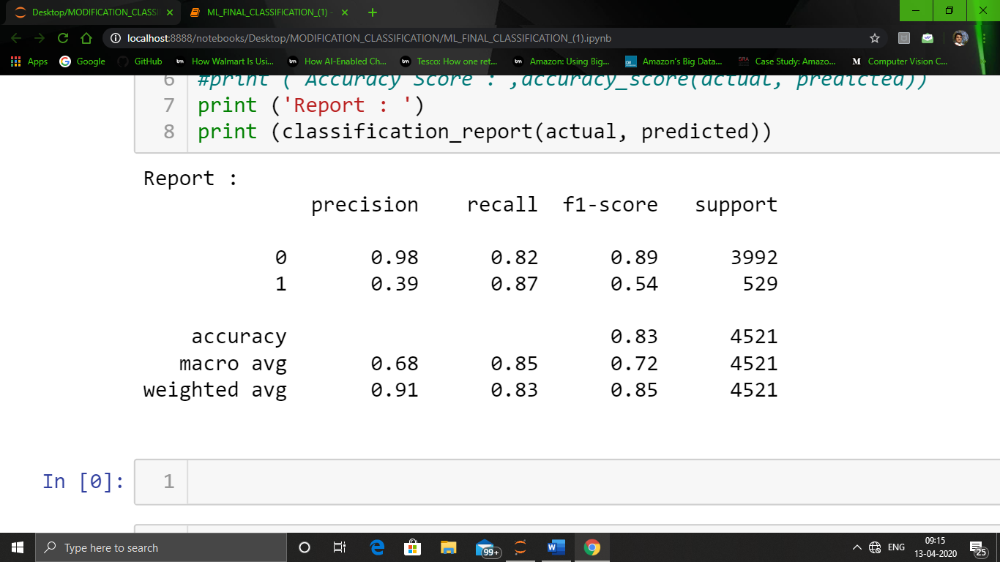 Desktop/MODIFICATION_CLASSI
ML_FINAL_CLASSIFICATION_(1) -
localhost:8888/notebooks/Desktop/MODIFICATION_CLASSIFICATION/ML_FINAL_CLASSIFICATION_(1).ipynb
Apps Google GitHub bm How Walmart Is Usi... bm How AI-Enabled Ch... bm Tesco: How one ret... bm Amazon: Using Big... Amazon's Big Data... SRA Case Study: Amazo... M Computer Vision C...
6 #print ( Accuracy Score : ,accuracy_score(actual, predicted))
7 print ('Report : ')
8 print (classification_report(actual, predicted))
Report :
precision recall f1-score support
0 0.98 0.82 0.89 3992
1 0.39 0.87 0.54 529
accuracy 0.83 4521
macro avg 0.68 0.85 0.72 4521
weighted avg 0.91 0.83 0.85 4521
In [0]: 1
Type here to search
99+
ENG
09:15
13-04-2020
25